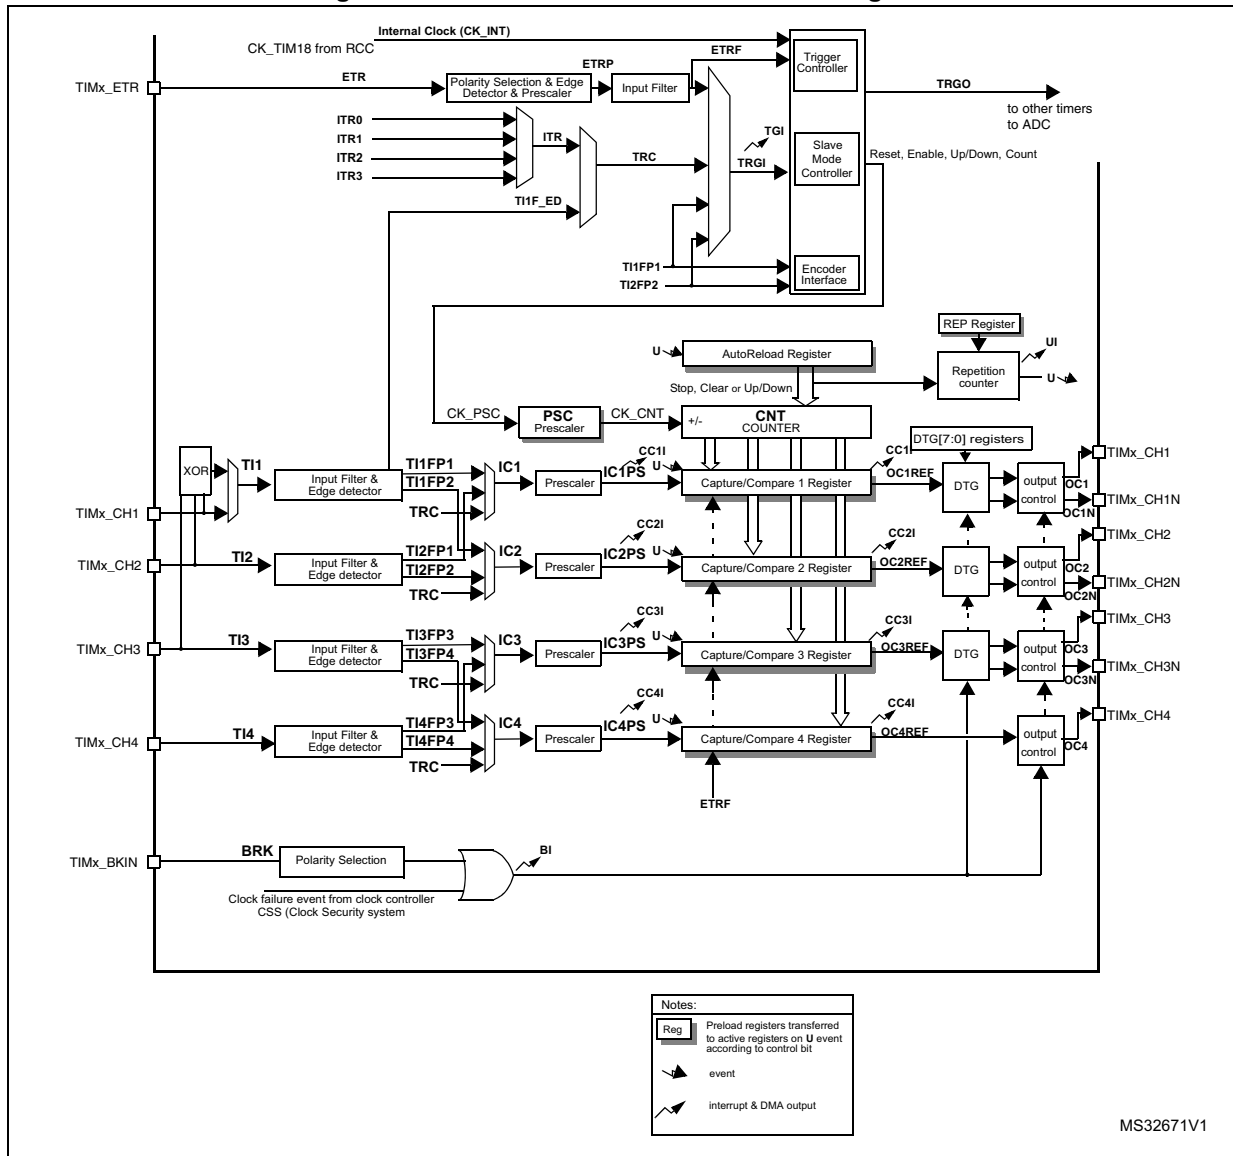 Internal Clock (CK_INT)
CK_TIM18 from RCC
ETRF
Trigger
Controller
ETRP
TIMx_ETR
ETR
Polarity Selection & Edge
Detector & Prescaler
Input Filter
TRGO
to other timers
to ADC
ITR0
ITR1
ITR2
ITR3
ITR
TRC
TGI
TRGI
Slave
Mode
Controller
Reset, Enable, Up/Down, Count
TI1F_ED
TI1FP1
TI2FP2
Encoder
Interface
REP Register
UI
U
AutoReload Register
Repetition
counter
U
Stop, Clear or Up/Down
CK_PSC
PSC
Prescaler
CK_CNT
+/-
CNT
COUNTER
DTG[7:0] registers
XOR
TI1
Input Filter &
Edge detector
TI1FP1
TI1FP2
TRC
IC1
Prescaler
CC1I
IC1PS
U
Capture/Compare 1 Register
CC1I
OC1REF
DTG
output
control
OC1
OC1N
TIMx_CH1
TIMx_CH1N
TIMx_CH1
TIMx_CH2
TI2
Input Filter &
Edge detector
TI2FP1
TI2FP2
TRC
IC2
Prescaler
CC2I
IC2PS
U
Capture/Compare 2 Register
CC2I
OC2REF
DTG
output
control
OC2
OC2N
TIMx_CH2
TIMx_CH2N
TIMx_CH3
TI3
Input Filter &
Edge detector
TI3FP3
TI3FP4
TRC
IC3
Prescaler
CC3I
IC3PS
U
Capture/Compare 3 Register
CC3I
OC3REF
DTG
output
control
OC3
OC3N
TIMx_CH3
TIMx_CH3N
TIMx_CH4
TI4
Input Filter &
Edge detector
TI4FP3
TI4FP4
TRC
IC4
Prescaler
CC4I
IC4PS
U
Capture/Compare 4 Register
CC4I
OC4REF
output
control
OC4
TIMx_CH4
ETRF
TIMx_BKIN
BRK
Polarity Selection
BI
Clock failure event from clock controller
CSS (Clock Security system
Notes:
Reg
Preload registers transferred
to active registers on U event
according to control bit
event
interrupt & DMA output
MS32671V1